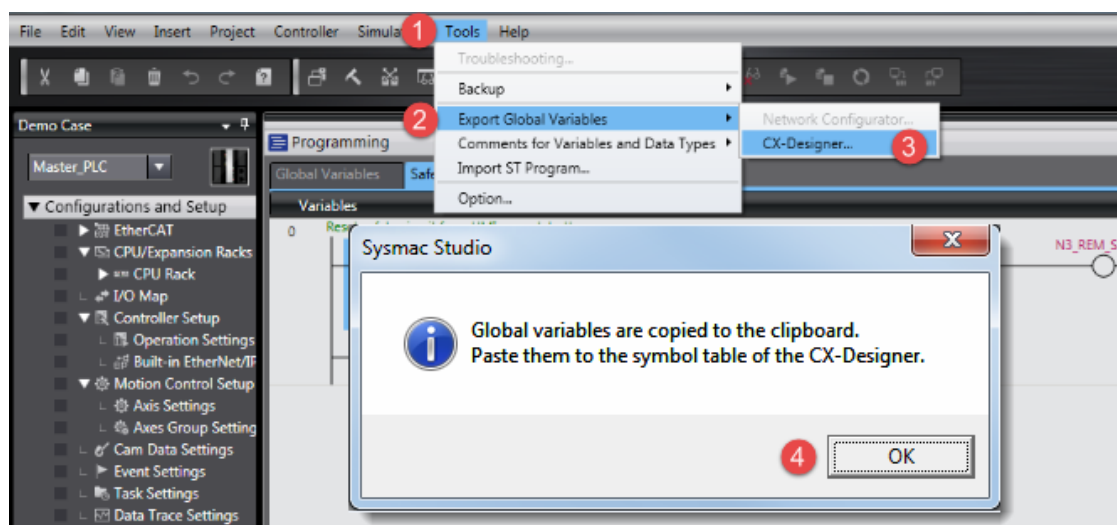 File Edit View Insert Project Controller Simula 1 Tools Help
Troubleshooting...
Backup
2 Export Global Variables
Network Configurator...
Comments for Variables and Data Types
CX-Designer... 3
Import ST Program...
Option...
Demo Case
Master_PLC
Configurations and Setup
EtherCAT
CPU/Expansion Racks
CPU Rack
I/O Map
Controller Setup
Operation Settings
Built-in EtherNet/IP
Motion Control Setup
Axis Settings
Axes Group Setting
Cam Data Settings
Event Settings
Task Settings
Data Trace Settings
Programming
Global Variables Safe
Variables
0
N3_REM_S
Sysmac Studio
Global variables are copied to the clipboard.
Paste them to the symbol table of the CX-Designer.
4 OK